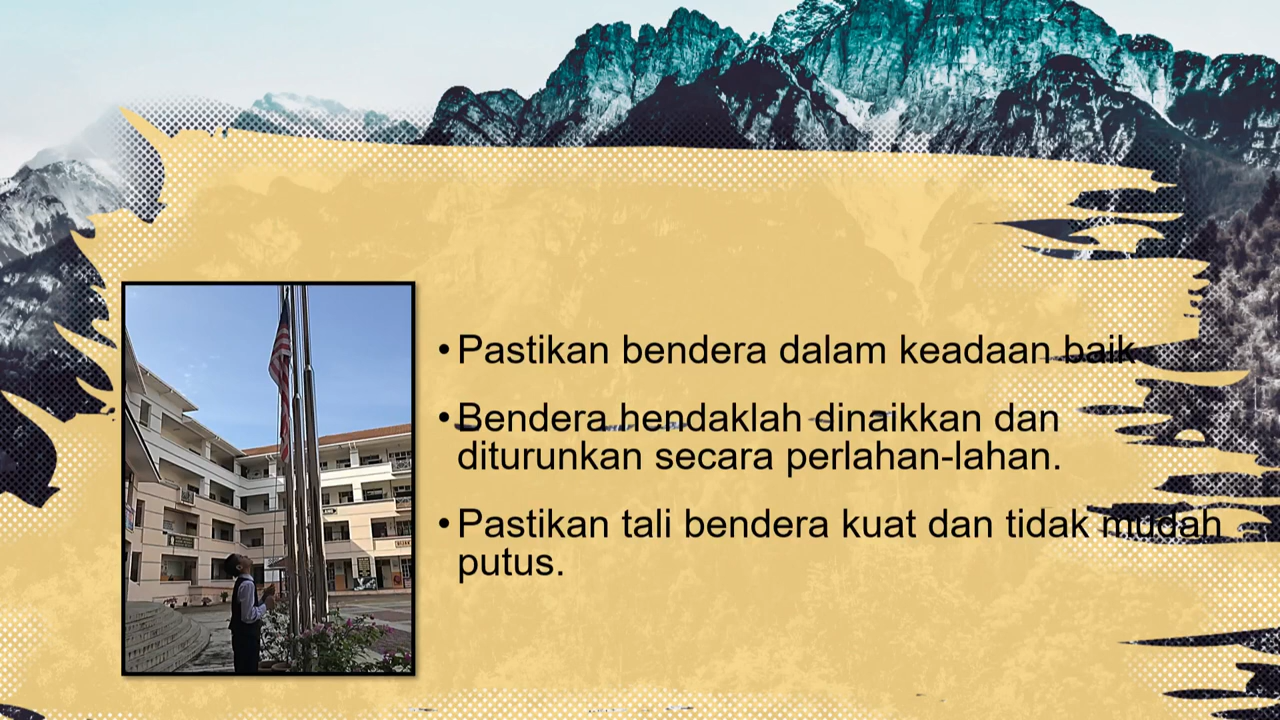 • Pastikan bendera dalam keadaan baik
• Bendera hendaklah dinaikkan dan
diturunkan secara perlahan-lahan.
• Pastikan tali bendera kuat dan tidak mudah
putus.